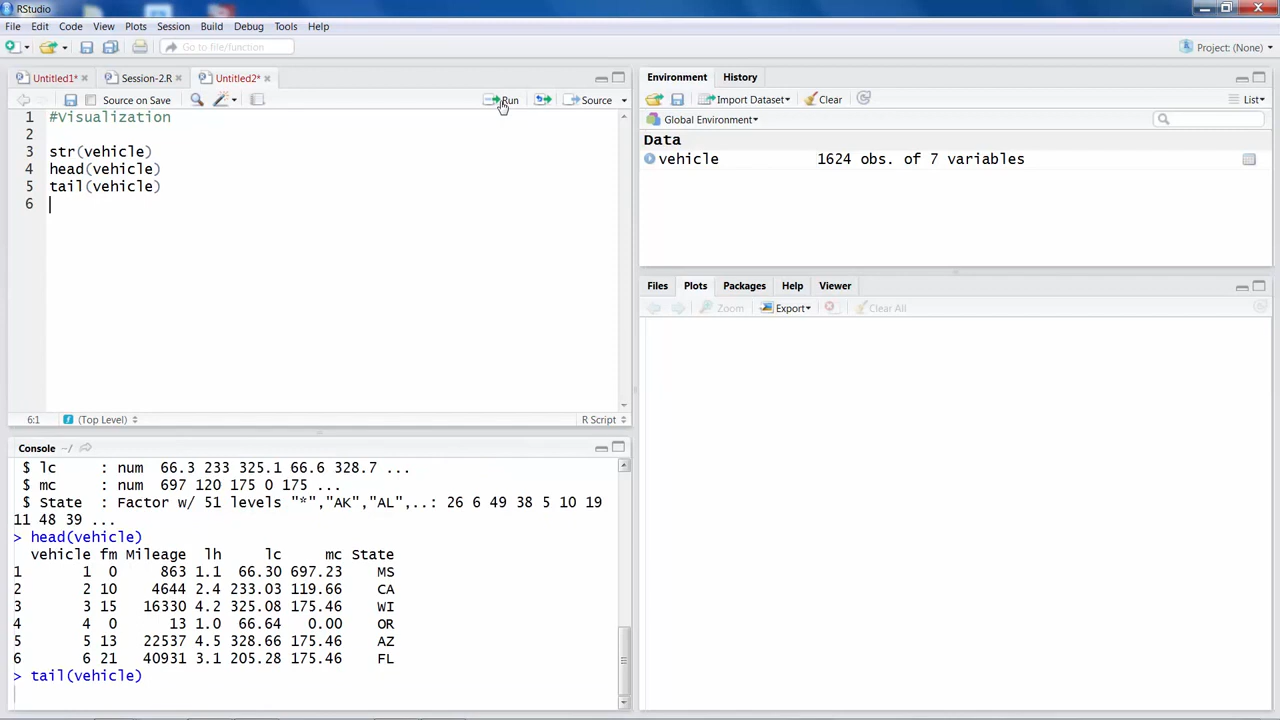 RStudio
File Edit Code View Plots Session Build Debug Tools Help
Go to file/function
Project: (None)
Untitled1* Session-2.R Untitled2*
Source on Save Run Source
1 #Visualization
2
3 str(vehicle)
4 head(vehicle)
5 tail(vehicle)
6
6:1 (Top Level) R Script
Console ~/
$ lc : num 66.3 233 325.1 66.6 328.7 ...
$ mc : num 697 120 175 0 175 ...
$ State : Factor w/ 51 levels "*","AK","AL",..: 26 6 49 38 5 10 19
11 48 39 ...
> head(vehicle)
vehicle fm Mileage lh lc mc State
1 1 0 863 1.1 66.30 697.23 MS
2 2 10 4644 2.4 233.03 119.66 CA
3 3 15 16330 4.2 325.08 175.46 WI
4 4 0 13 1.0 66.64 0.00 OR
5 5 13 22537 4.5 328.66 175.46 AZ
6 6 21 40931 3.1 205.28 175.46 FL
> tail(vehicle)
Environment History
Import Dataset Clear List
Global Environment
Data
vehicle 1624 obs. of 7 variables
Files Plots Packages Help Viewer
Zoom Export Clear All